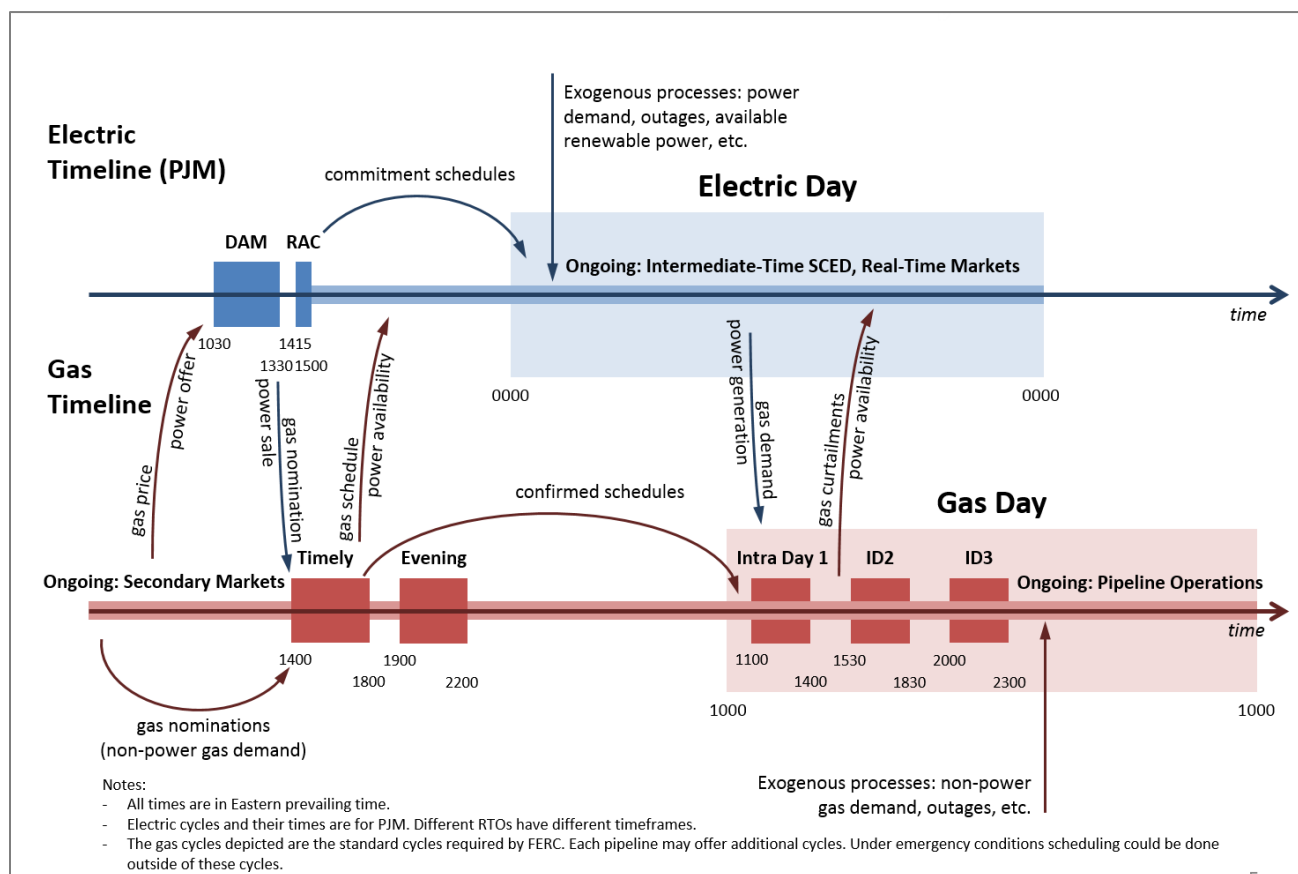 Exogenous processes: power
demand, outages, available
renewable power, etc.
Electric
Timeline (PJM)
commitment schedules
Electric Day
DAM
RAC
Ongoing: Intermediate-Time SCED, Real-Time Markets
time
1030
1415
1330
1500
0000
0000
Gas
Timeline
gas price
power offer
power sale
gas nomination
gas schedule
power availability
power generation
gas demand
gas curtailments
power availability
confirmed schedules
Gas Day
Timely
Evening
Intra Day 1
ID2
ID3
Ongoing: Secondary Markets
Ongoing: Pipeline Operations
time
1400
1800
1900
2200
1100
1400
1530
1830
2000
2300
1000
1000
gas nominations
(non-power gas demand)
Exogenous processes: non-power
gas demand, outages, etc.
Notes:
- All times are in Eastern prevailing time.
- Electric cycles and their times are for PJM. Different RTOs have different timeframes.
- The gas cycles depicted are the standard cycles required by FERC. Each pipeline may offer additional cycles. Under emergency conditions scheduling could be done
outside of these cycles.